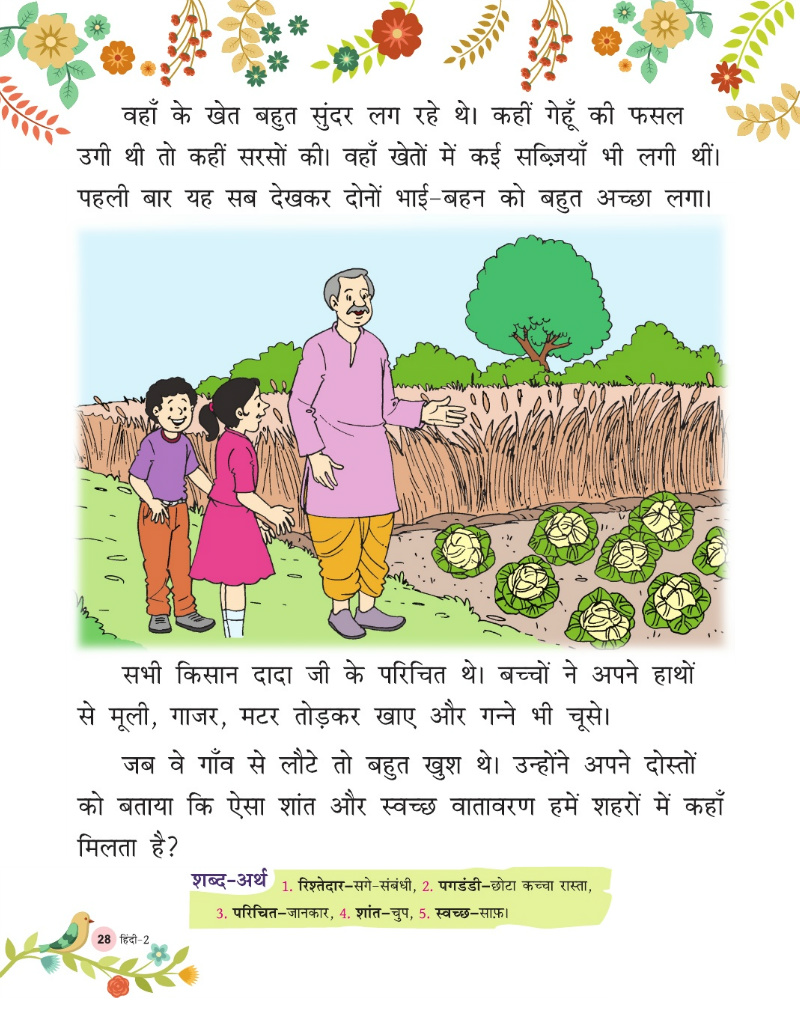 वहाँ के खेत बहुत सुंदर लग रहे थे। कहीं गेहूँ की फसल
उगी थी तो कहीं सरसों की। वहाँ खेतों में कई सब्ज़ियाँ भी लगी थीं।
पहली बार यह सब देखकर दोनों भाई-बहन को बहुत अच्छा लगा।
सभी किसान दादा जी के परिचित थे। बच्चों ने अपने हाथों
से मूली, गाजर, मटर तोड़कर खाए और गन्ने भी चूसे।
जब वे गाँव से लौटे तो बहुत खुश थे। उन्होंने अपने दोस्तों
को बताया कि ऐसा शांत और स्वच्छ वातावरण हमें शहरों में कहाँ
मिलता है?
शब्द-अर्थ 1. रिश्तेदार–सगे-संबंधी, 2. पगडंडी–छोटा कच्चा रास्ता,
3. परिचित–जानकार, 4. शांत–चुप, 5. स्वच्छ–साफ़।
28 हिंदी-2